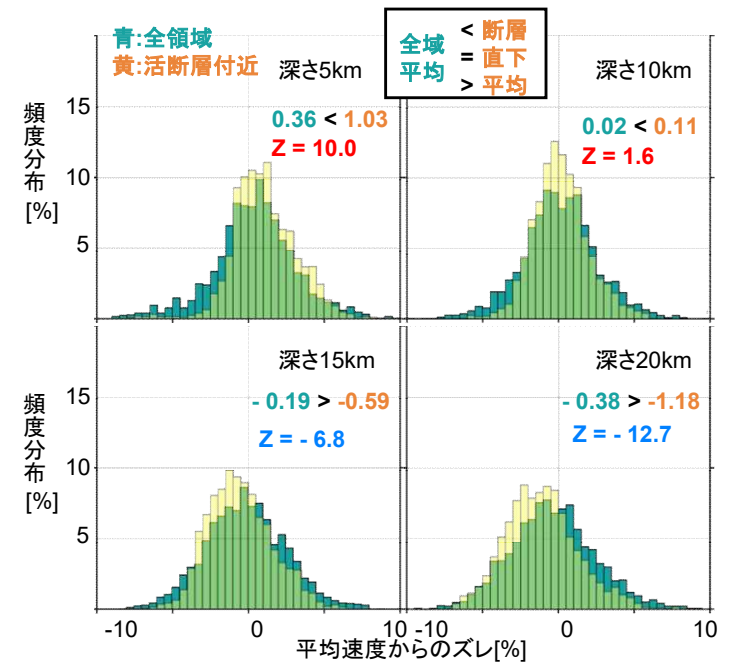 青:全領域
黄:活断層付近
全域
平均
< 断層
= 直下
> 平均
頻度分布
[%]
15
10
5
深さ5km
0.36 < 1.03
Z = 10.0
深さ10km
0.02 < 0.11
Z = 1.6
頻度分布
[%]
15
10
5
深さ15km
- 0.19 > -0.59
Z = - 6.8
深さ20km
- 0.38 > -1.18
Z = - 12.7
-10 0 10 -10 0 10
平均速度からのズレ[%]